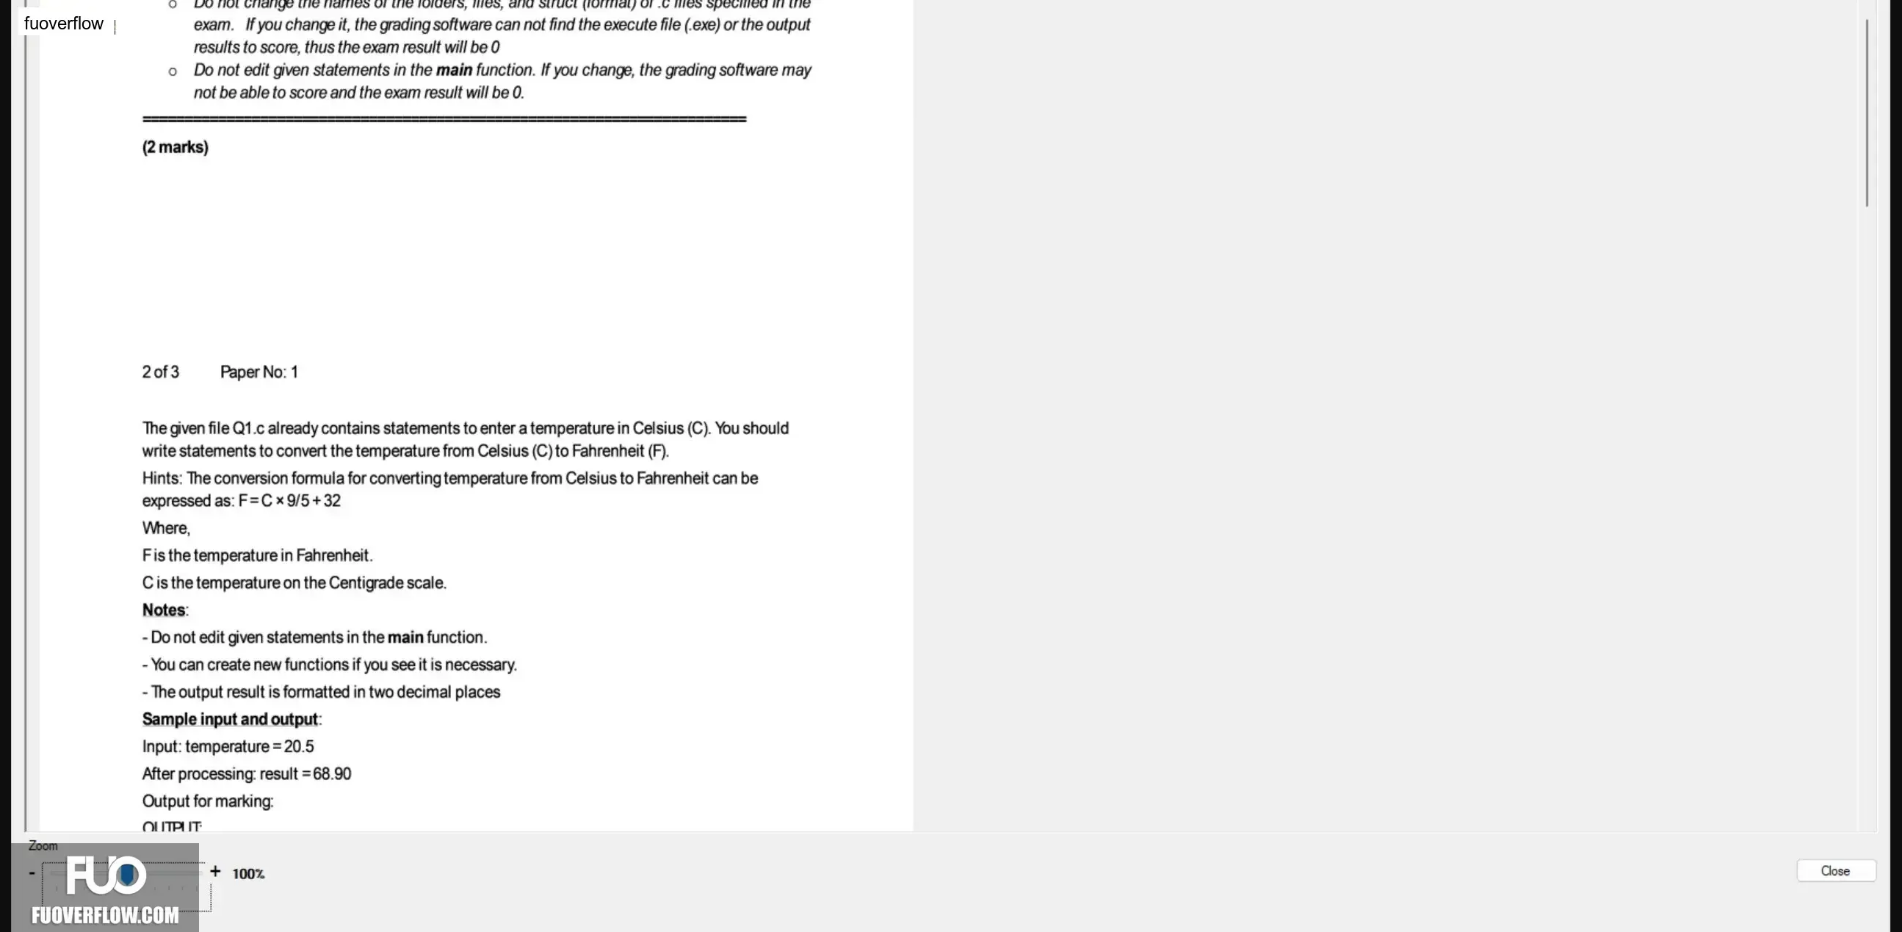 fuoverflow
Do not change the names of the folders, files, and struct (format) of .c files specified in the
exam. If you change it, the grading software can not find the execute file (.exe) or the output
results to score, thus the exam result will be 0
o Do not edit given statements in the main function. If you change, the grading software may
not be able to score and the exam result will be 0.
(2 marks)
2 of 3 Paper No: 1
The given file Q1.c already contains statements to enter a temperature in Celsius (C). You should
write statements to convert the temperature from Celsius (C) to Fahrenheit (F).
Hints: The conversion formula for converting temperature from Celsius to Fahrenheit can be
expressed as: F = C × 9/5 + 32
Where,
F is the temperature in Fahrenheit.
C is the temperature on the Centigrade scale.
Notes:
- Do not edit given statements in the main function.
- You can create new functions if you see it is necessary.
- The output result is formatted in two decimal places
Sample input and output:
Input: temperature = 20.5
After processing: result = 68.90
Output for marking:
OUTPUT:
Zoom
- + 100%
Close
FUO
FUOVERFLOW.COM